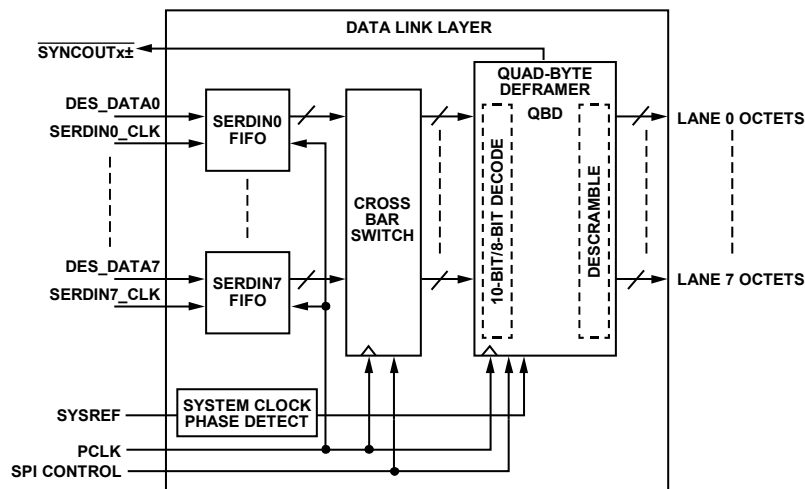 DATA LINK LAYER
SYNCOUTx±
QUAD-BYTE
DEFRAMER
QBD
DES_DATA0
SERDIN0_CLK
SERDIN0
FIFO
LANE 0 OCTETS
CROSS
BAR
SWITCH
10-BIT/8-BIT DECODE
DESCRAMBLE
DES_DATA7
SERDIN7_CLK
SERDIN7
FIFO
LANE 7 OCTETS
SYSREF
SYSTEM CLOCK
PHASE DETECT
PCLK
SPI CONTROL